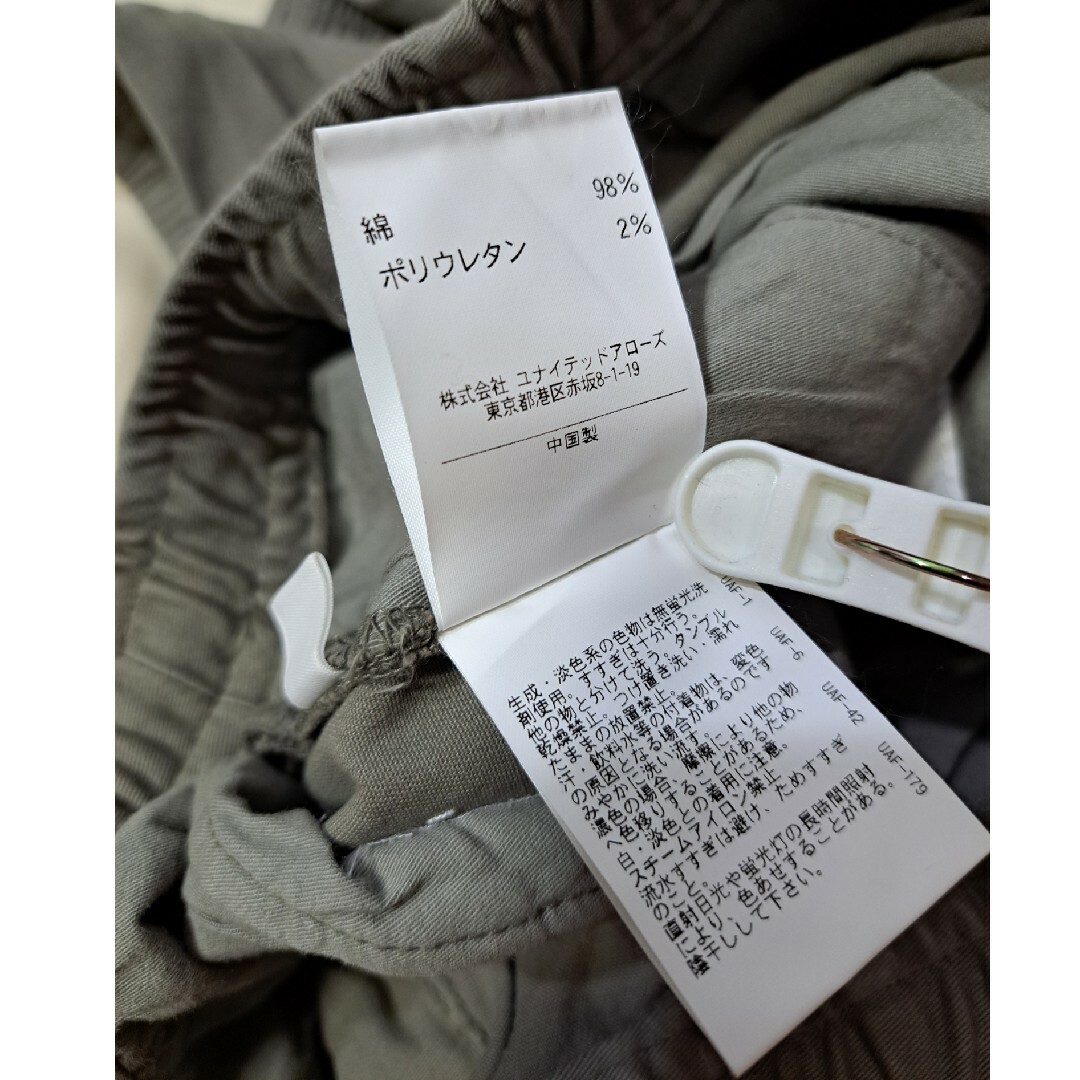 綿 98%
ポリウレタン 2%
株式会社 ユナイテッドアローズ
東京都港区赤坂8-1-19
中国製
生成・淡色系の色物は無蛍光洗
剤使用。すすぎは十分行う。
他の物と分けて洗う。タンブル
乾燥禁止。つけ置き洗い・濡れ
たままの放置禁止。
汗・飲料水等の付着物は、変色
の原因となる場合があるのです
みやかに洗い流す。
濃色の場合、摩擦により他の物
へ色移りすることがあるため、
白・淡色との着用に注意。
スチームアイロン禁止
流水すすぎは避け、ためすすぎ
のこと。
直射日光や蛍光灯の長時間照射
により、色あせすることがある。
陰干しして下さい。
UAF-1
UAF-6
UAF-42
UAF-179